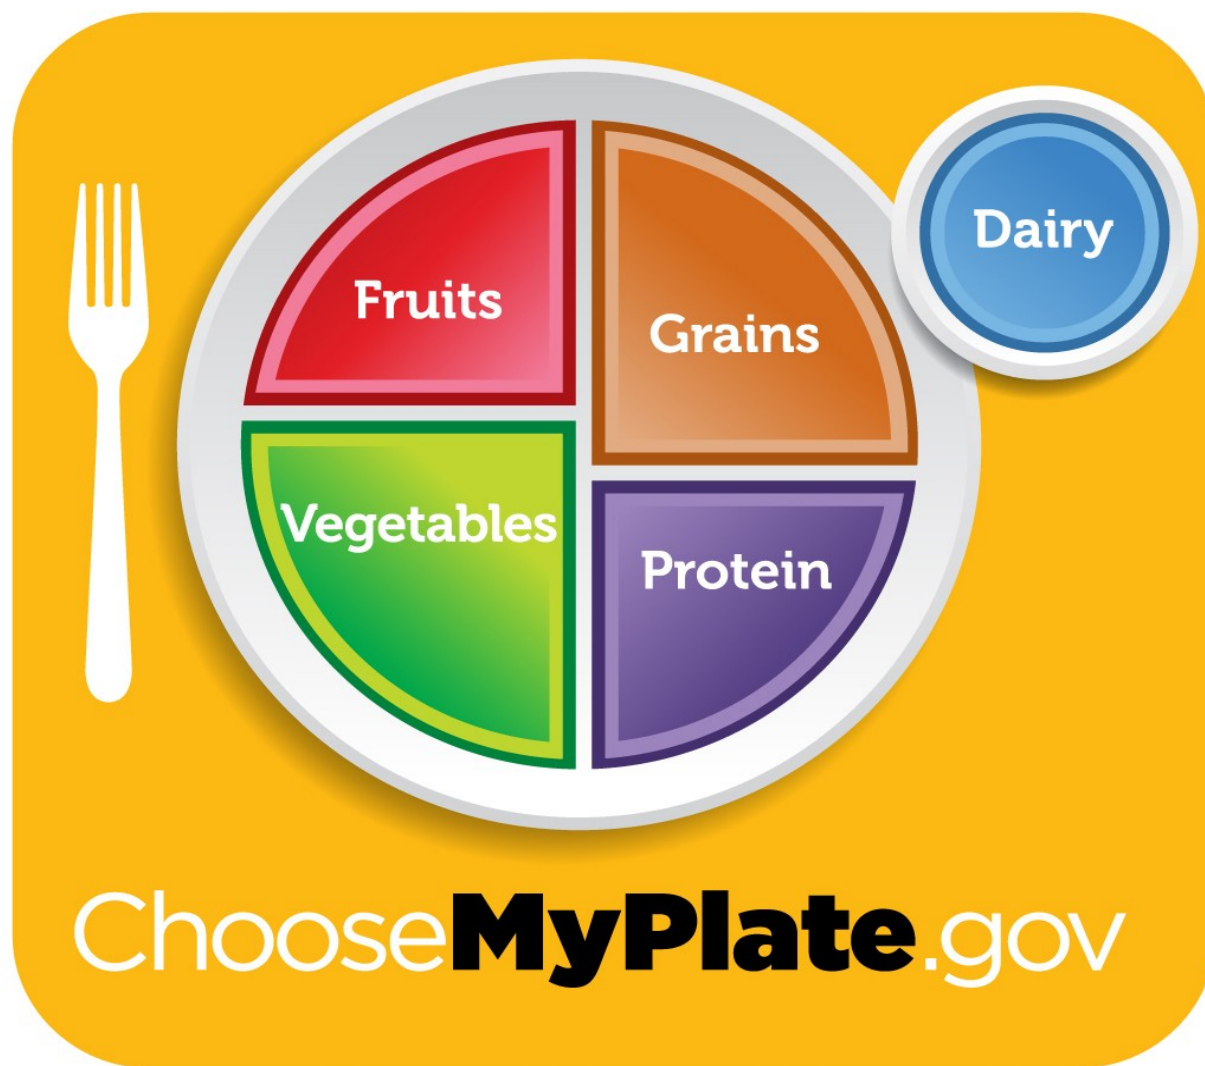 Fruits
Grains
Dairy
Vegetables
Protein
ChooseMyPlate.gov